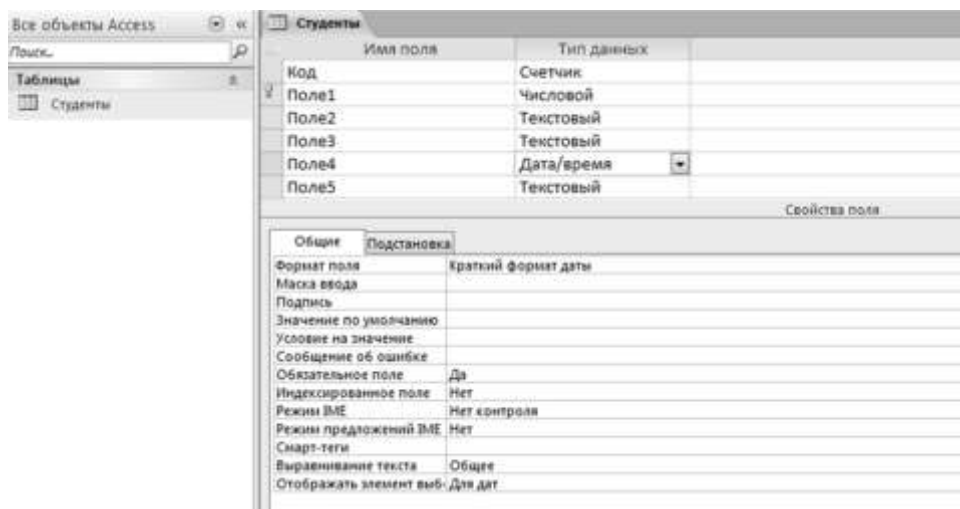 Все объекты Access «
Поиск...
Таблицы
Студенты
Студенты
Имя поля Тип данных
Код Счетчик
Поле1 Числовой
Поле2 Текстовый
Поле3 Текстовый
Поле4 Дата/время
Поле5 Текстовый
Свойства поля
Общие Подстановка
Формат поля Краткий формат даты
Маска ввода
Подпись
Значение по умолчанию
Условие на значение
Сообщение об ошибке
Обязательное поле Да
Индексированное поле Нет
Режим IME Нет контроля
Режим предложений IME Нет
Смарт-теги
Выравнивание текста Общее
Отображать элемент выб Для дат